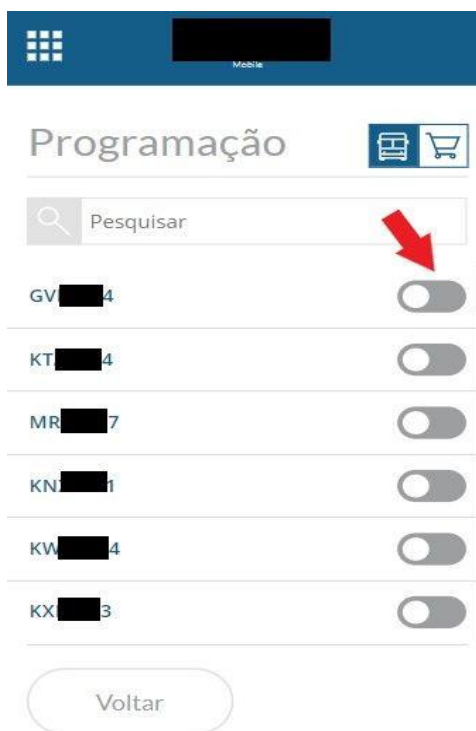 Mobile
Programação
Pesquisar
GV 4
KT 4
MR 7
KN 1
KW 4
KX 3
Voltar